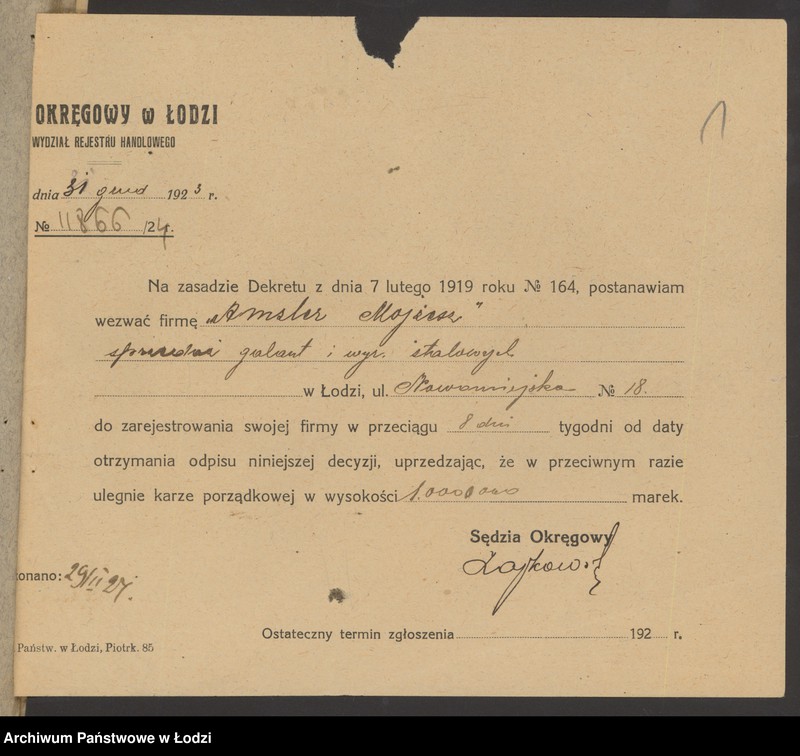 OKRĘGOWY w ŁODZI
WYDZIAŁ REJESTRU HANDLOWEGO
dnia 31 grud 1923 r.
№ 11866/24.
Na zasadzie Dekretu z dnia 7 lutego 1919 roku № 164, postanawiam
wezwać firmę „Amsler Mojżesz”
sprzedaż galant i wyr. stalowych
w Łodzi, ul. Nowomiejska № 18.
do zarejestrowania swojej firmy w przeciągu 8 dni tygodni od daty
otrzymania odpisu niniejszej decyzji, uprzedzając, że w przeciwnym razie
ulegnie karze porządkowej w wysokości 1.000000 marek.
Sędzia Okręgowy
onano: 29/II 24.
Ostateczny termin zgłoszenia 192 r.
Państw. w Łodzi, Piotrk. 85
1
Archiwum Państwowe w Łodzi